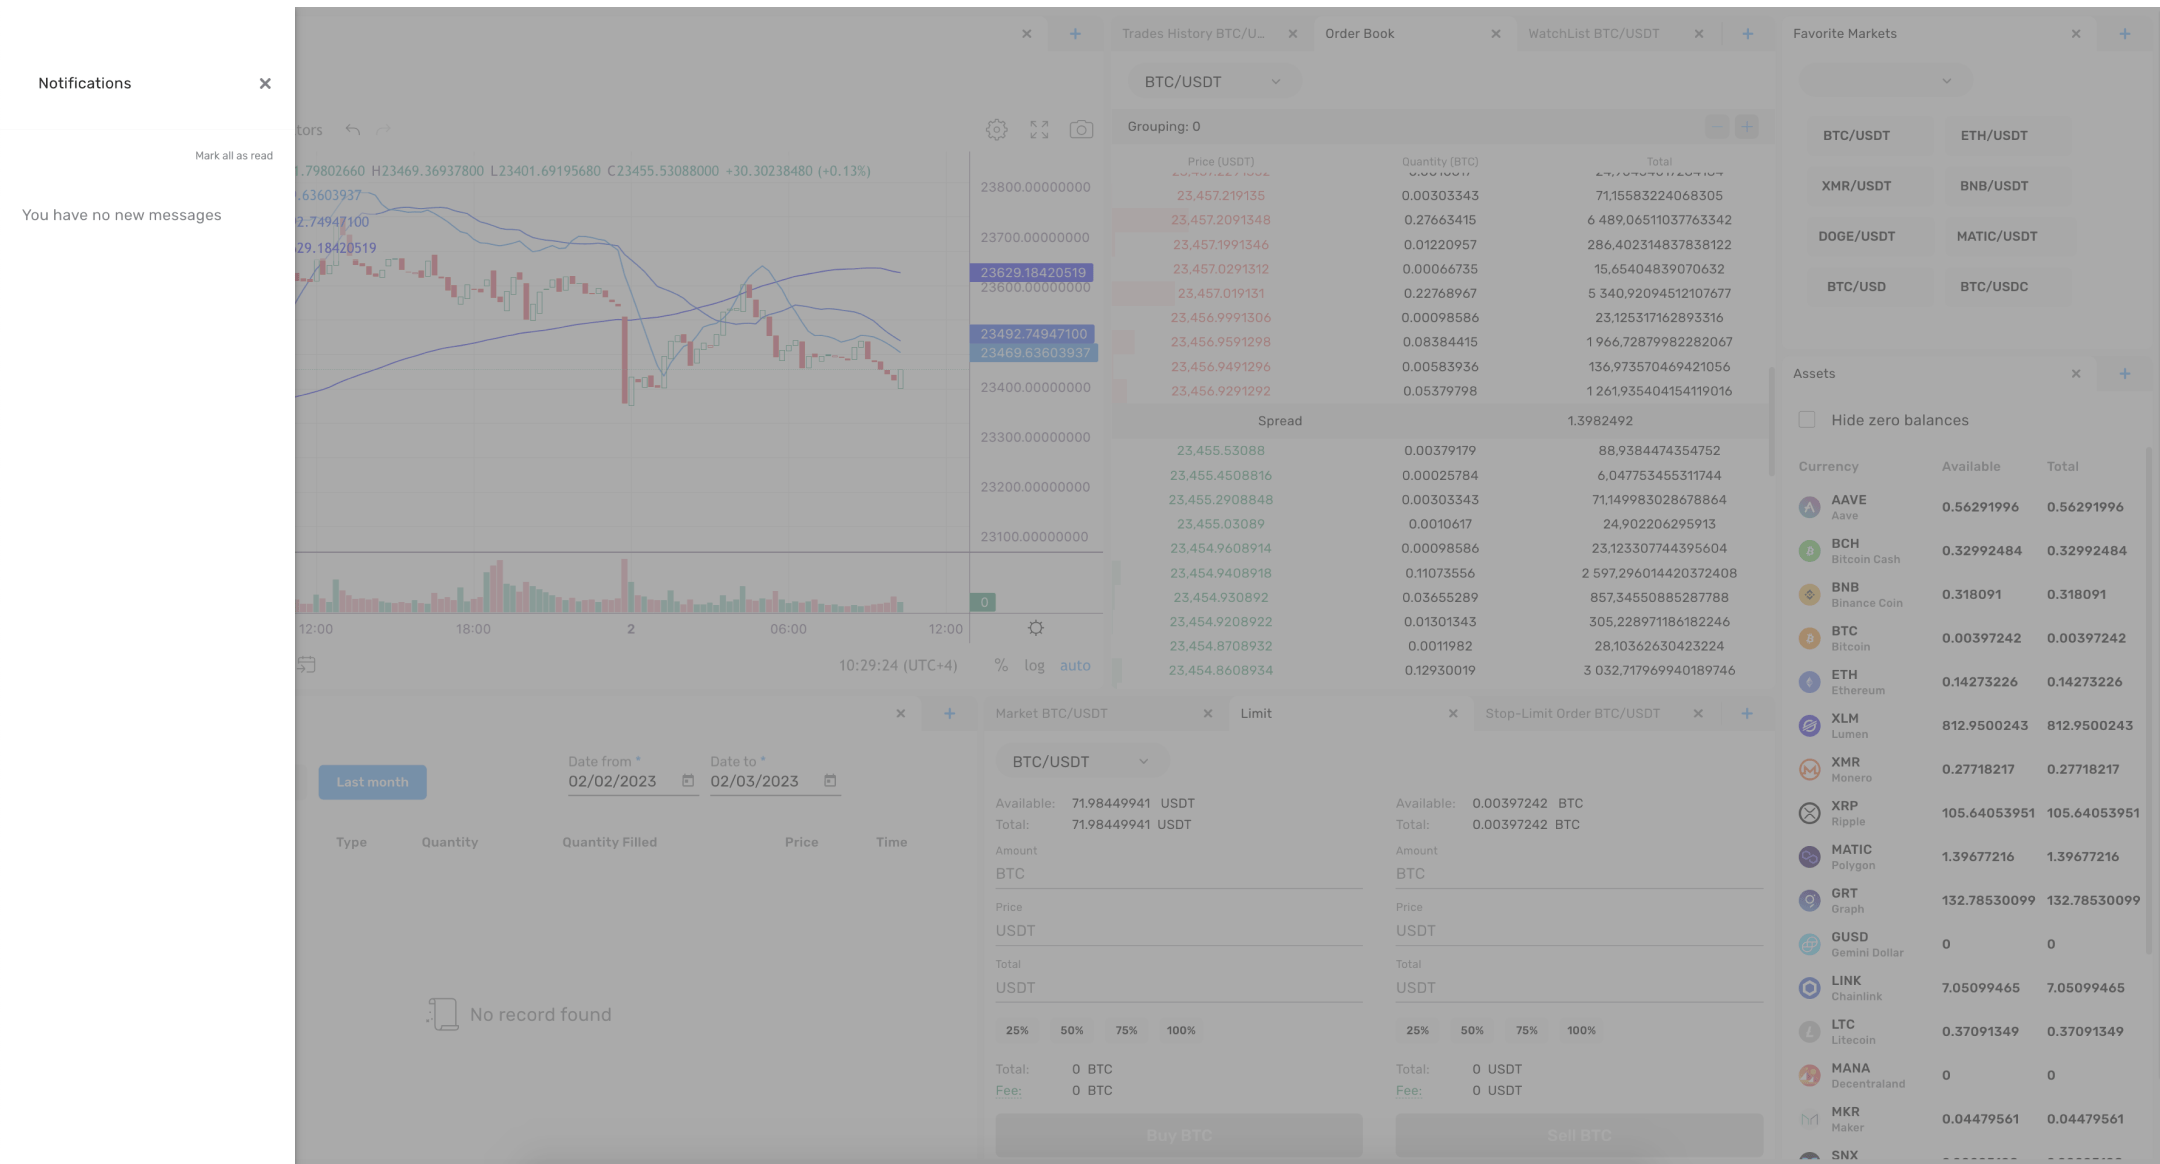 Notifications
Mark all as read
You have no new messages
tors
.79802660 H23469.36937800 L23401.69195680 C23455.53088000 +30.30238480 (+0.13%)
.63603937
2.74947100
29.18420519
23800.00000000
23700.00000000
23629.18420519
23600.00000000
23492.74947100
23469.63603937
23400.00000000
23300.00000000
23200.00000000
23100.00000000
0
12:00 18:00 2 06:00 12:00
10:29:24 (UTC+4) % log auto
Trades History BTC/U... Order Book WatchList BTC/USDT
BTC/USDT
Grouping: 0
Price (USDT) Quantity (BTC) Total
23,457.219135 0.00303343 71,15583224068305
23,457.2091348 0.27663415 6 489,06511037763342
23,457.1991346 0.01220957 286,402314837838122
23,457.0291312 0.00066735 15,65404839070632
23,457.019131 0.22768967 5 340,92094512107677
23,456.9991306 0.00098586 23,125317162893316
23,456.9591298 0.08384415 1 966,72879982282067
23,456.9491296 0.00583936 136,973570469421056
23,456.9291292 0.05379798 1 261,935404154119016
Spread 1.3982492
23,455.53088 0.00379179 88,9384474354752
23,455.4508816 0.00025784 6,047753455311744
23,455.2908848 0.00303343 71,149983028678864
23,455.03089 0.0010617 24,902206295913
23,454.9608914 0.00098586 23,123307744395604
23,454.9408918 0.11073556 2 597,296014420372408
23,454.930892 0.03655289 857,34550885287788
23,454.9208922 0.01301343 305,228971186182246
23,454.8708932 0.0011982 28,10362630423224
23,454.8608934 0.12930019 3 032,717969940189746
Favorite Markets
BTC/USDT ETH/USDT
XMR/USDT BNB/USDT
DOGE/USDT MATIC/USDT
BTC/USD BTC/USDC
Assets
Hide zero balances
Currency Available Total
AAVE 0.56291996 0.56291996
Aave
BCH 0.32992484 0.32992484
Bitcoin Cash
BNB 0.318091 0.318091
Binance Coin
BTC 0.00397242 0.00397242
Bitcoin
ETH 0.14273226 0.14273226
Ethereum
XLM 812.9500243 812.9500243
Lumen
XMR 0.27718217 0.27718217
Monero
XRP 105.64053951 105.64053951
Ripple
MATIC 1.39677216 1.39677216
Polygon
GRT 132.78530099 132.78530099
Graph
GUSD 0 0
Gemini Dollar
LINK 7.05099465 7.05099465
Chainlink
LTC 0.37091349 0.37091349
Litecoin
MANA 0 0
Decentraland
MKR 0.04479561 0.04479561
Maker
SNX
Last month
Date from * Date to *
02/02/2023 02/03/2023
Type Quantity Quantity Filled Price Time
No record found
Market BTC/USDT Limit Stop-Limit Order BTC/USDT
BTC/USDT
Available: 71.98449941 USDT
Total: 71.98449941 USDT
Amount
BTC
Price
USDT
Total
USDT
25% 50% 75% 100%
Total: 0 BTC
Fee: 0 BTC
Buy BTC
Available: 0.00397242 BTC
Total: 0.00397242 BTC
Amount
BTC
Price
USDT
Total
USDT
25% 50% 75% 100%
Total: 0 USDT
Fee: 0 USDT
Sell BTC